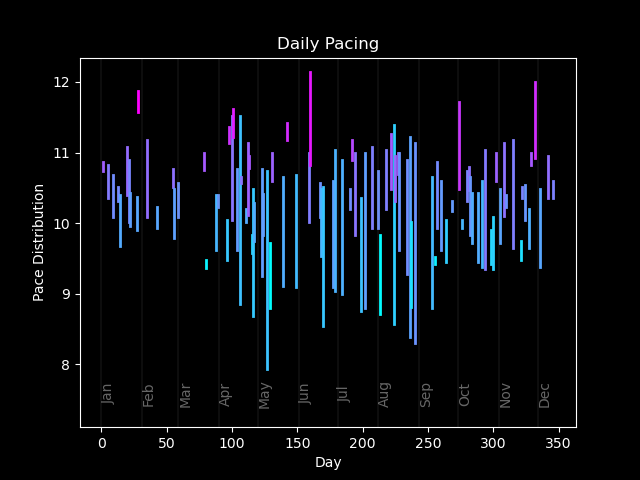 Daily Pacing
Pace Distribution
12
11
10
9
8
Jan
Feb
Mar
Apr
May
Jun
Jul
Aug
Sep
Oct
Nov
Dec
0
50
100
150
200
250
300
350
Day